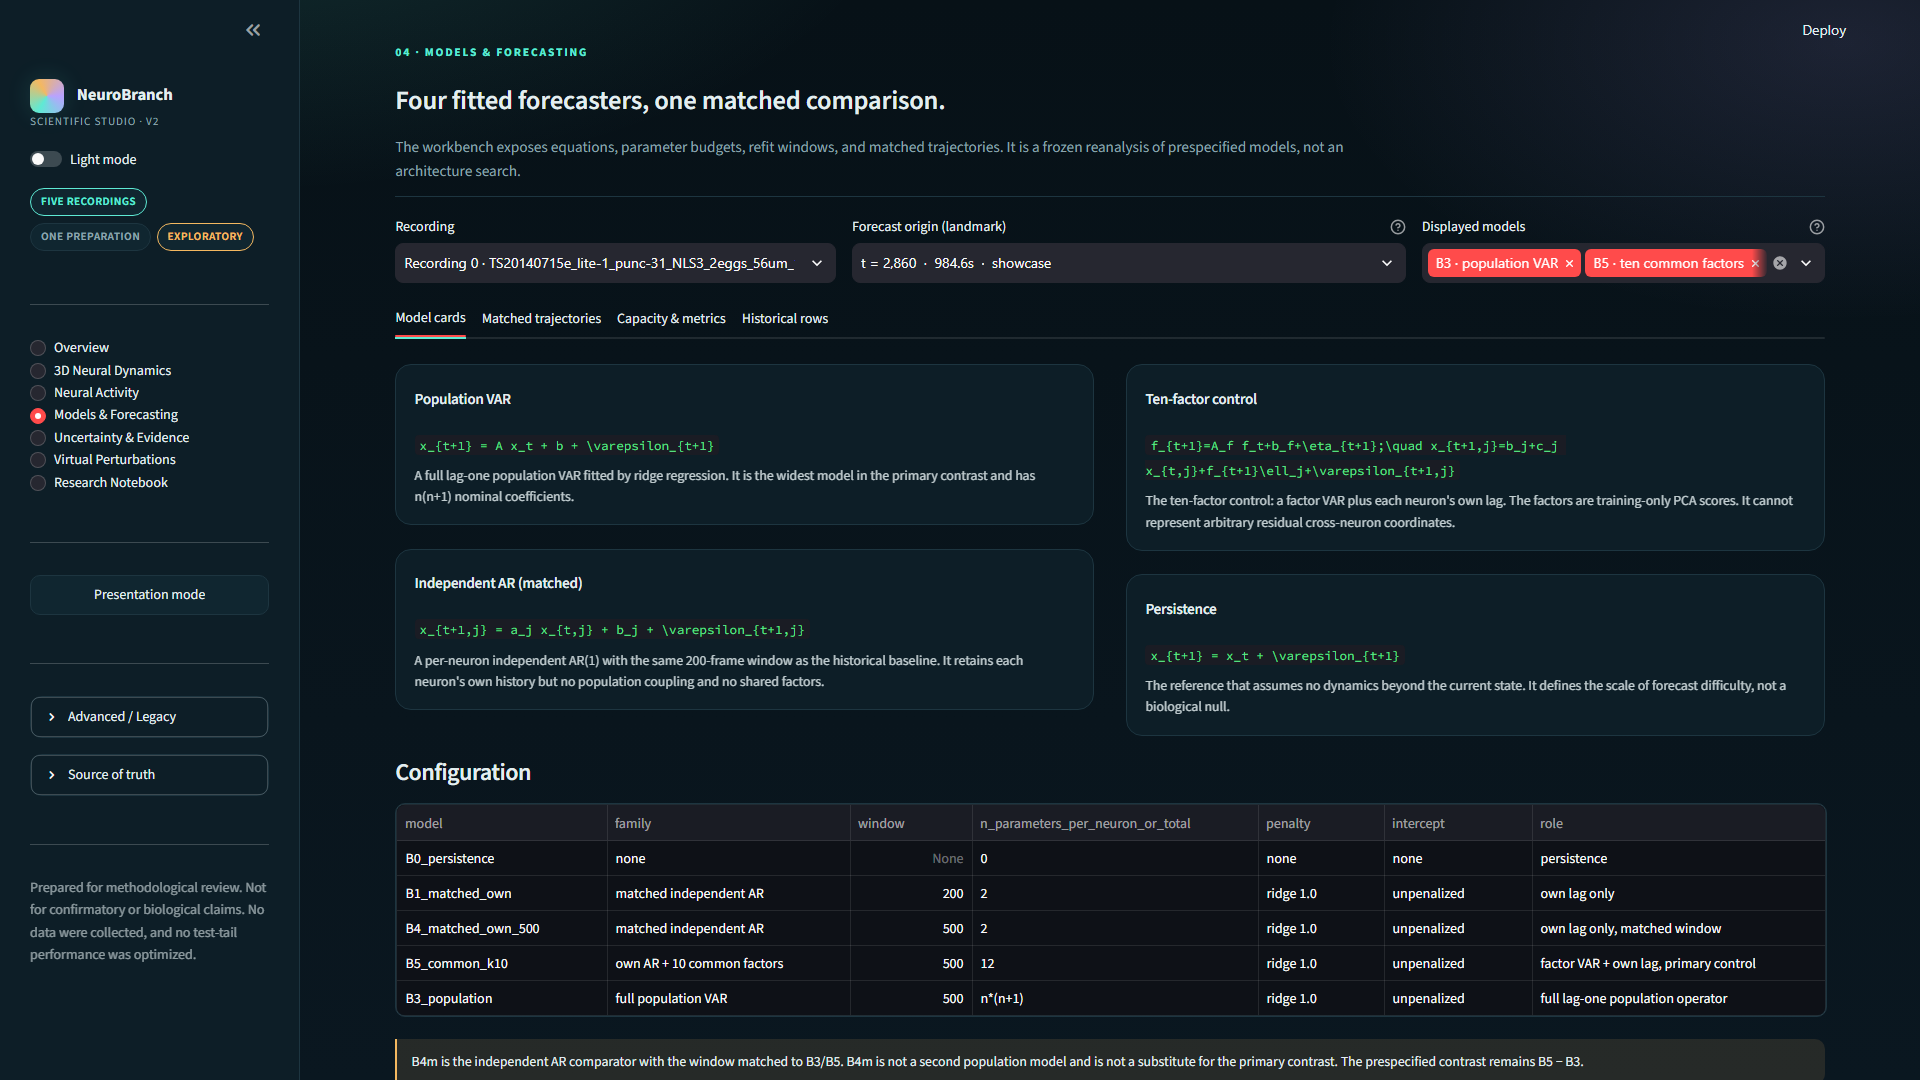 Deploy
NeuroBranch
SCIENTIFIC STUDIO · V2
Light mode
FIVE RECORDINGS
ONE PREPARATION
EXPLORATORY
Overview
3D Neural Dynamics
Neural Activity
Models & Forecasting
Uncertainty & Evidence
Virtual Perturbations
Research Notebook
Presentation mode
Advanced / Legacy
Source of truth
Prepared for methodological review. Not
for confirmatory or biological claims. No
data were collected, and no test-tail
performance was optimized.
04 · MODELS & FORECASTING
Four fitted forecasters, one matched comparison.
The workbench exposes equations, parameter budgets, refit windows, and matched trajectories. It is a frozen reanalysis of prespecified models, not an
architecture search.
Recording
Recording 0 · TS20140715e_lite-1_punc-31_NLS3_2eggs_56um_
Forecast origin (landmark)
t = 2,860 · 984.6s · showcase
Displayed models
B3 · population VAR
B5 · ten common factors
Model cards
Matched trajectories
Capacity & metrics
Historical rows
Population VAR
x_{t+1} = A x_t + b + \varepsilon_{t+1}
A full lag-one population VAR fitted by ridge regression. It is the widest model in the primary contrast and has
n(n+1) nominal coefficients.
Ten-factor control
f_{t+1}=A_f f_t+b_f+\eta_{t+1};\quad x_{t+1,j}=b_j+c_j
x_{t,j}+f_{t+1}\ell_j+\varepsilon_{t+1,j}
The ten-factor control: a factor VAR plus each neuron's own lag. The factors are training-only PCA scores. It cannot
represent arbitrary residual cross-neuron coordinates.
Independent AR (matched)
x_{t+1,j} = a_j x_{t,j} + b_j + \varepsilon_{t+1,j}
A per-neuron independent AR(1) with the same 200-frame window as the historical baseline. It retains each
neuron's own history but no population coupling and no shared factors.
Persistence
x_{t+1} = x_t + \varepsilon_{t+1}
The reference that assumes no dynamics beyond the current state. It defines the scale of forecast difficulty, not a
biological null.
Configuration
model family window n_parameters_per_neuron_or_total penalty intercept role
B0_persistence none None 0 none none persistence
B1_matched_own matched independent AR 200 2 ridge 1.0 unpenalized own lag only
B4_matched_own_500 matched independent AR 500 2 ridge 1.0 unpenalized own lag only, matched window
B5_common_k10 own AR + 10 common factors 500 12 ridge 1.0 unpenalized factor VAR + own lag, primary control
B3_population full population VAR 500 n*(n+1) ridge 1.0 unpenalized full lag-one population operator
B4m is the independent AR comparator with the window matched to B3/B5. B4m is not a second population model and is not a substitute for the primary contrast. The prespecified contrast remains B5 − B3.